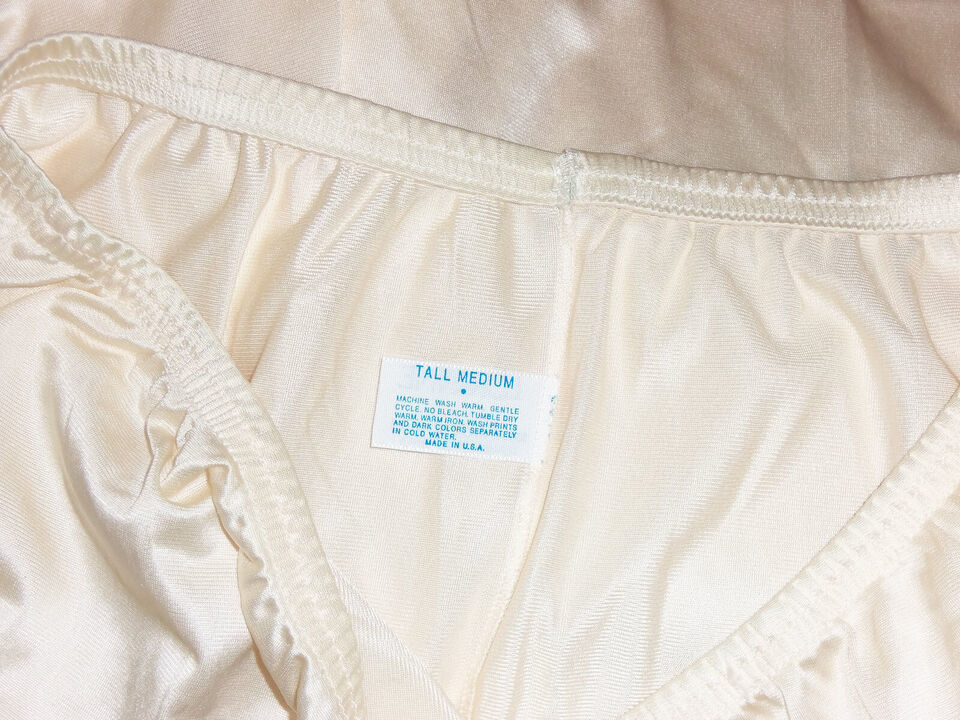 TALL MEDIUM
•
MACHINE WASH WARM, GENTLE
CYCLE. NO BLEACH. TUMBLE DRY
WARM. WARM IRON. WASH PRINTS
AND DARK COLORS SEPARATELY
IN COLD WATER.
MADE IN U.S.A.